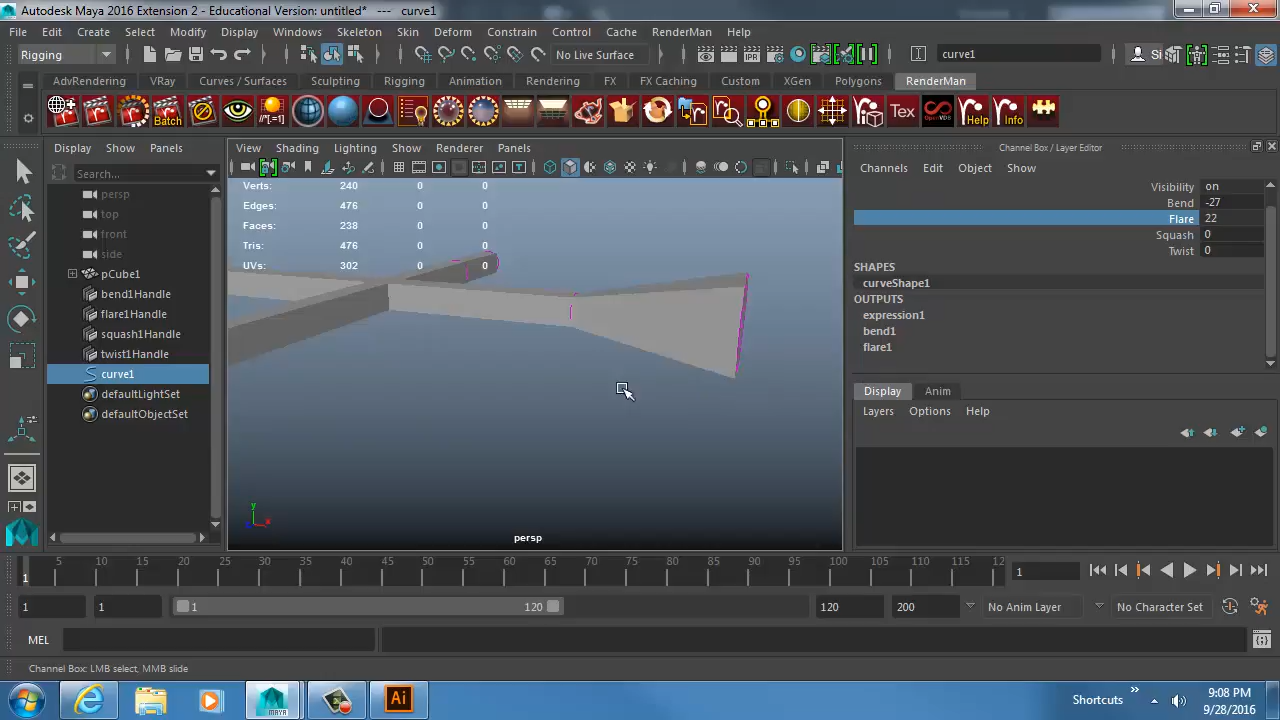 Autodesk Maya 2016 Extension 2 - Educational Version: untitled* --- curve1
File Edit Create Select Modify Display Windows Skeleton Skin Deform Constrain Control Cache RenderMan Help
Rigging No Live Surface curve1 Si
AdvRendering VRay Curves / Surfaces Sculpting Rigging Animation Rendering FX FX Caching Custom XGen Polygons RenderMan
IPR Batch //[.=1] Tex OpenVDB Help Info
Display Show Panels
Search...
persp
top
front
side
pCube1
bend1Handle
flare1Handle
squash1Handle
twist1Handle
curve1
defaultLightSet
defaultObjectSet
View Shading Lighting Show Renderer Panels
Verts: 240 0 0
Edges: 476 0 0
Faces: 238 0 0
Tris: 476 0 0
UVs: 302 0 0
y
z x
persp
Channel Box / Layer Editor
Channels Edit Object Show
Visibility on
Bend -27
Flare 22
Squash 0
Twist 0
SHAPES
curveShape1
OUTPUTS
expression1
bend1
flare1
Display Anim
Layers Options Help
1 5 10 15 20 25 30 35 40 45 50 55 60 65 70 75 80 85 90 95 100 105 110 115 12
1
1 1 1 120 120 200 No Anim Layer No Character Set
MEL
Channel Box: LMB select, MMB slide
MAYA Ai Shortcuts 9:08 PM
9/28/2016